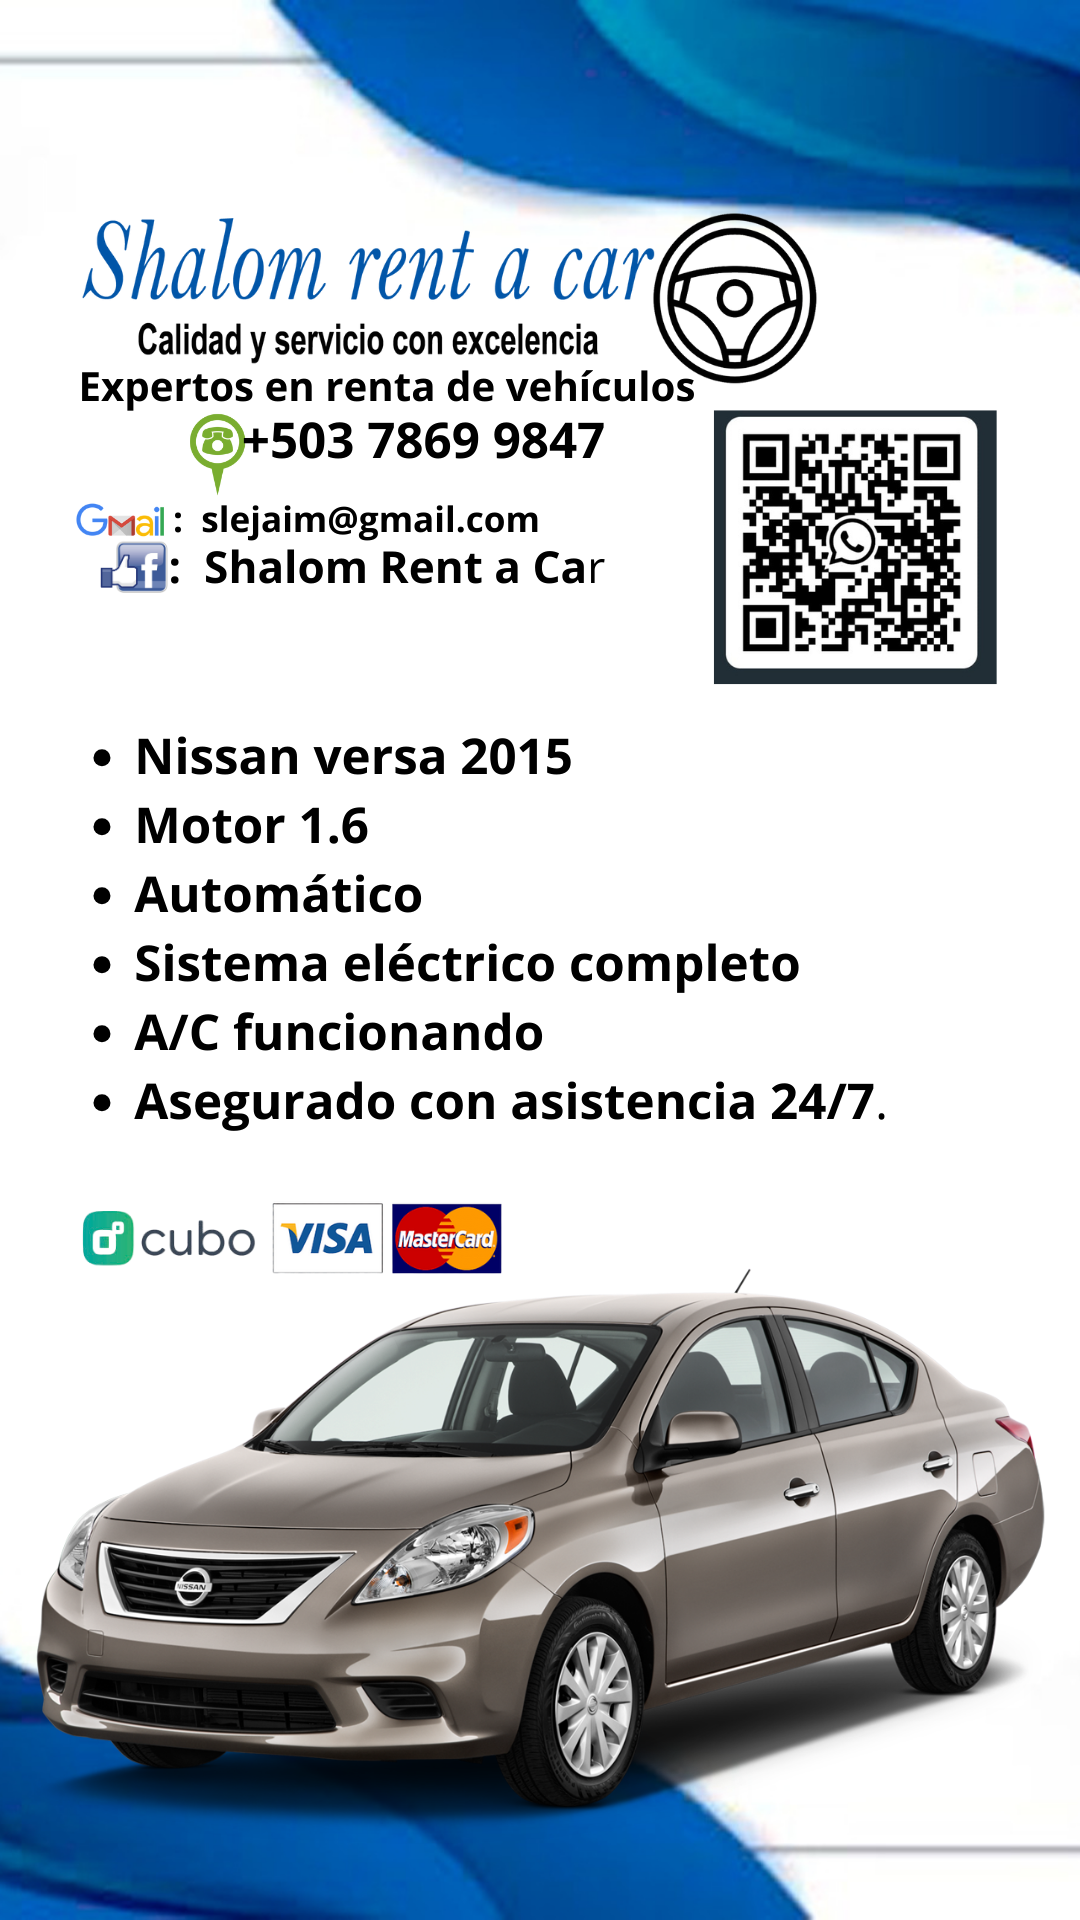 Shalom rent a car
Calidad y servicio con excelencia
Expertos en renta de vehículos
+503 7869 9847
Gmail : slejaim@gmail.com
f : Shalom Rent a Car
• Nissan versa 2015
• Motor 1.6
• Automático
• Sistema eléctrico completo
• A/C funcionando
• Asegurado con asistencia 24/7.
cubo VISA MasterCard
NISSAN